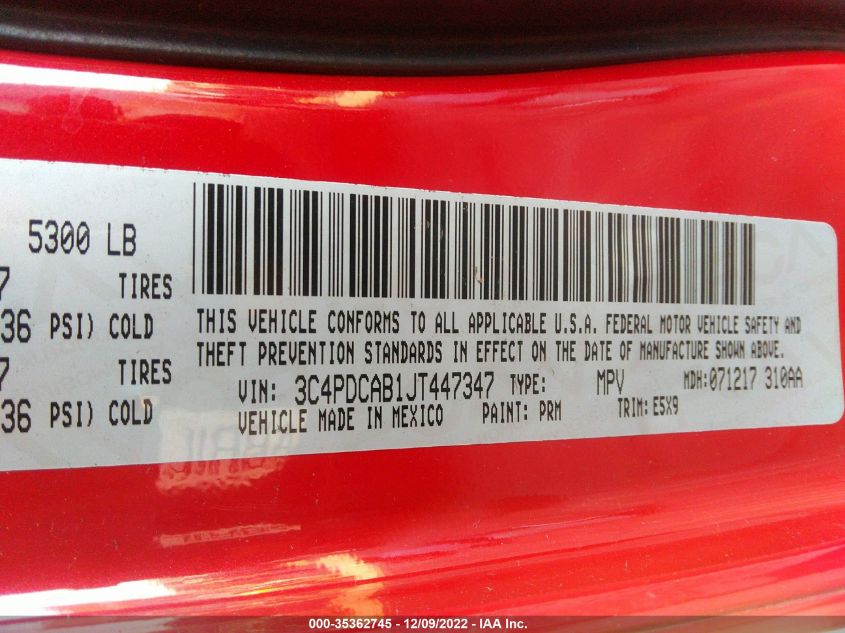 5300 LB
7 TIRES
36 PSI) COLD
7 TIRES
36 PSI) COLD
THIS VEHICLE CONFORMS TO ALL APPLICABLE U.S.A. FEDERAL MOTOR VEHICLE SAFETY AND
THEFT PREVENTION STANDARDS IN EFFECT ON THE DATE OF MANUFACTURE SHOWN ABOVE.
VIN: 3C4PDCAB1JT447347 TYPE: MPV MDH:071217 310AA
VEHICLE MADE IN MEXICO PAINT: PRM TRIM: E5X9
000-35362745 - 12/09/2022 - IAA Inc.